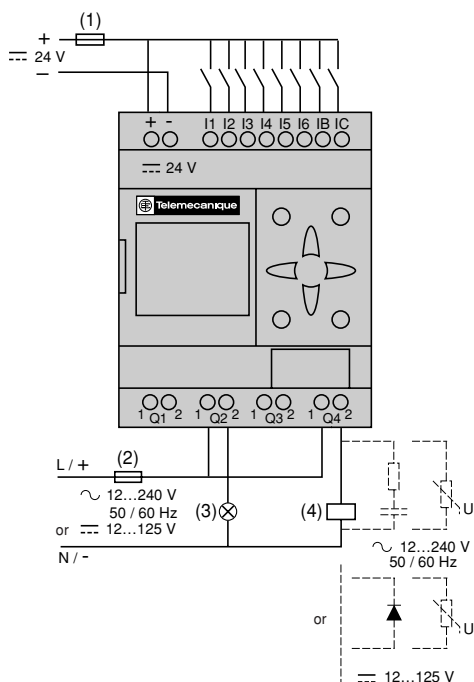 (1)
+
24 V
–
+ - I1 I2 I3 I4 I5 I6 IB IC
24 V
Telemecanique
1 2 1 2 1 2 1 2
Q1 Q2 Q3 Q4
L / + (2)
12...240 V
50 / 60 Hz
or 12...125 V
N / -
(3)
(4)
U
12...240 V
50 / 60 Hz
or
U
12...125 V